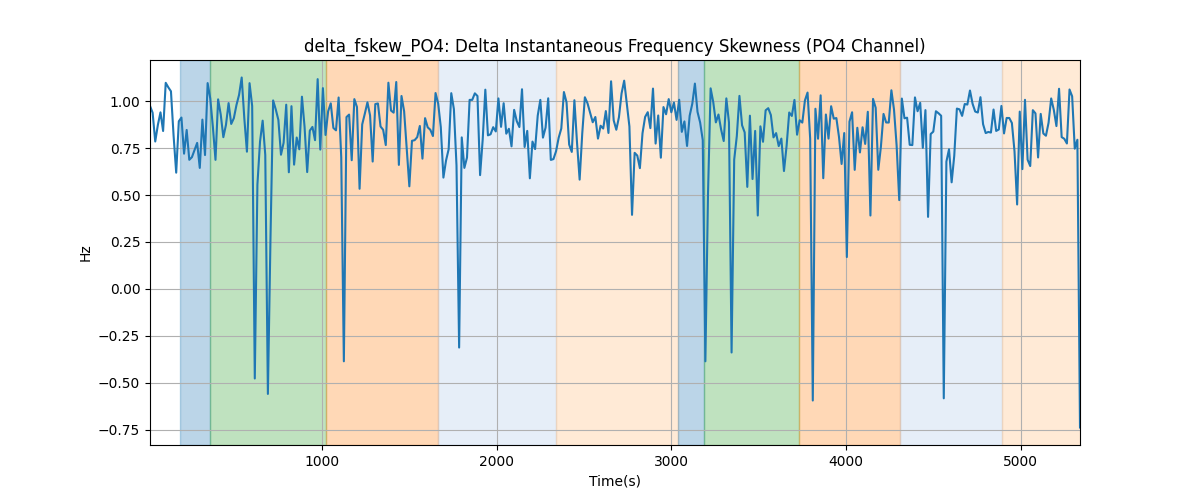 delta_fskew_PO4: Delta Instantaneous Frequency Skewness (PO4 Channel)
Hz
1.00
0.75
0.50
0.25
0.00
−0.25
−0.50
−0.75
1000 2000 3000 4000 5000
Time(s)